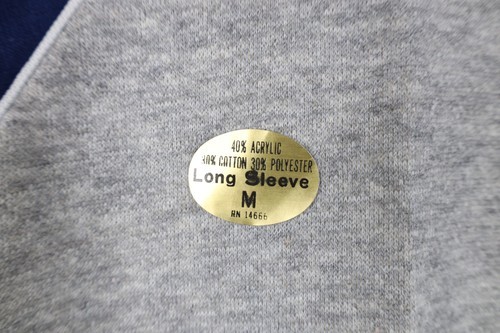 40% ACRYLIC
30% COTTON 30% POLYESTER
Long Sleeve
M
RN 14666